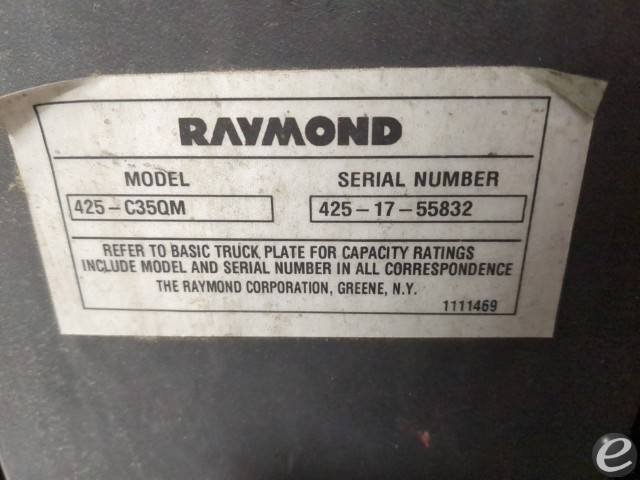 RAYMOND
MODEL
SERIAL NUMBER
425-C35QM
425-17-55832
REFER TO BASIC TRUCK PLATE FOR CAPACITY RATINGS
INCLUDE MODEL AND SERIAL NUMBER IN ALL CORRESPONDENCE
THE RAYMOND CORPORATION, GREENE, N.Y.
1111469
e